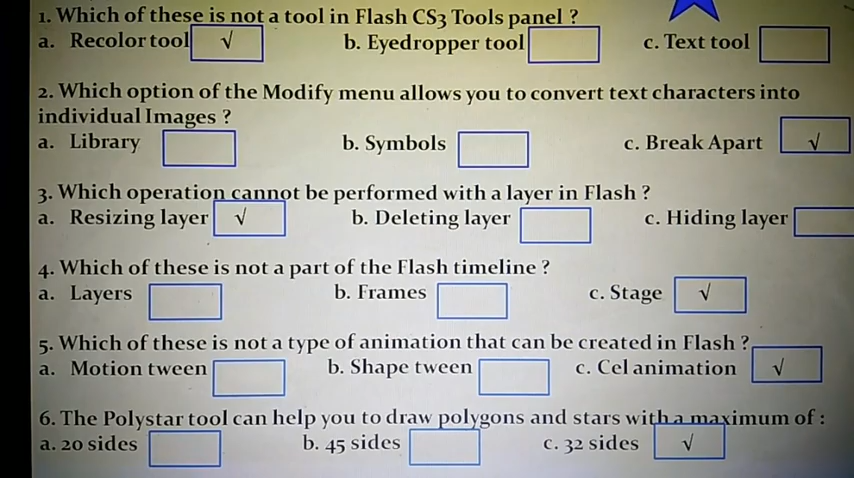 1. Which of these is not a tool in Flash CS3 Tools panel ?
a. Recolor tool √ b. Eyedropper tool c. Text tool
2. Which option of the Modify menu allows you to convert text characters into
individual Images ?
a. Library b. Symbols c. Break Apart √
3. Which operation cannot be performed with a layer in Flash ?
a. Resizing layer √ b. Deleting layer c. Hiding layer
4. Which of these is not a part of the Flash timeline ?
a. Layers b. Frames c. Stage √
5. Which of these is not a type of animation that can be created in Flash ?
a. Motion tween b. Shape tween c. Cel animation √
6. The Polystar tool can help you to draw polygons and stars with a maximum of :
a. 20 sides b. 45 sides c. 32 sides √